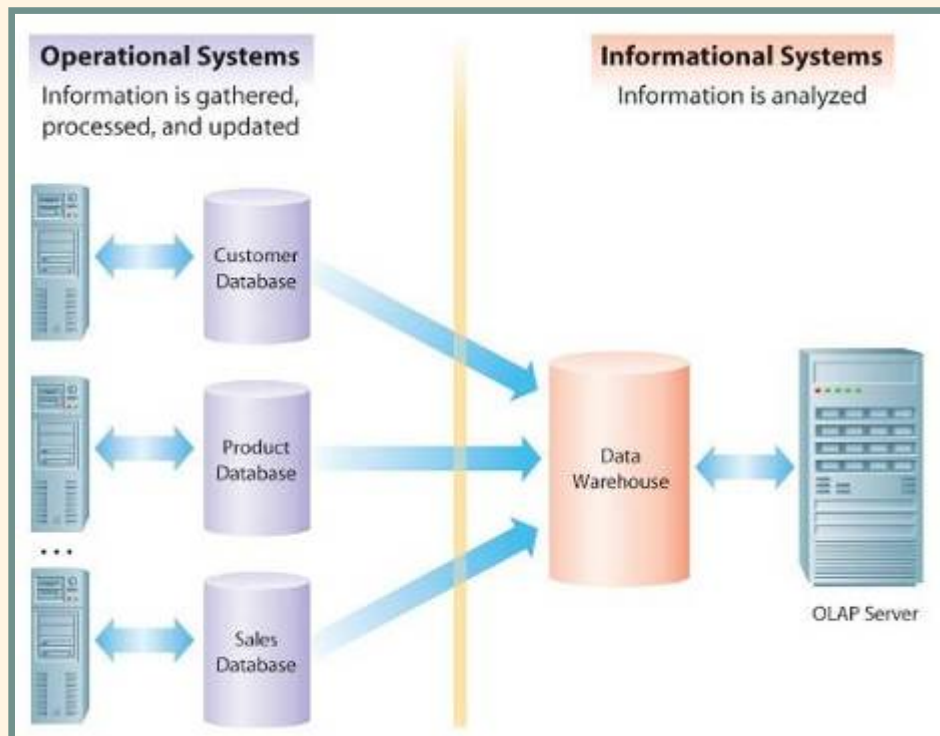 Operational Systems
Information is gathered,
processed, and updated
Informational Systems
Information is analyzed
Customer
Database
Product
Database
...
Sales
Database
Data
Warehouse
OLAP Server